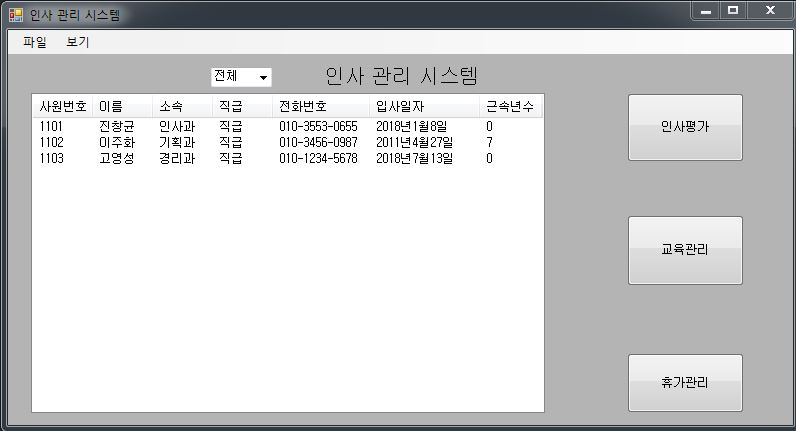 인사 관리 시스템
파일 보기
전체 인사 관리 시스템
사원번호 이름 소속 직급 전화번호 입사일자 근속년수
1101 진창균 인사과 직급 010-3553-0655 2018년1월8일 0
1102 이주화 기획과 직급 010-3456-0987 2011년4월27일 7
1103 고영성 경리과 직급 010-1234-5678 2018년7월13일 0
인사평가
교육관리
휴가관리